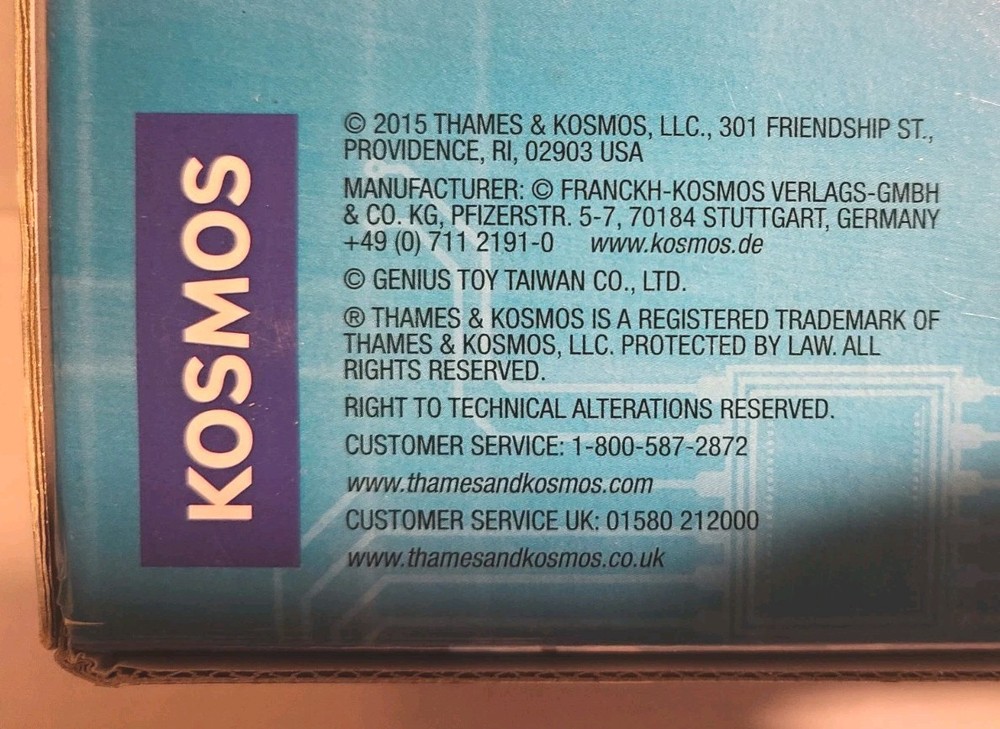 KOSMOS
© 2015 THAMES & KOSMOS, LLC., 301 FRIENDSHIP ST.,
PROVIDENCE, RI, 02903 USA
MANUFACTURER: © FRANCKH-KOSMOS VERLAGS-GMBH
& CO. KG, PFIZERSTR. 5-7, 70184 STUTTGART, GERMANY
+49 (0) 711 2191-0 www.kosmos.de
© GENIUS TOY TAIWAN CO., LTD.
® THAMES & KOSMOS IS A REGISTERED TRADEMARK OF
THAMES & KOSMOS, LLC. PROTECTED BY LAW. ALL
RIGHTS RESERVED.
RIGHT TO TECHNICAL ALTERATIONS RESERVED.
CUSTOMER SERVICE: 1-800-587-2872
www.thamesandkosmos.com
CUSTOMER SERVICE UK: 01580 212000
www.thamesandkosmos.co.uk